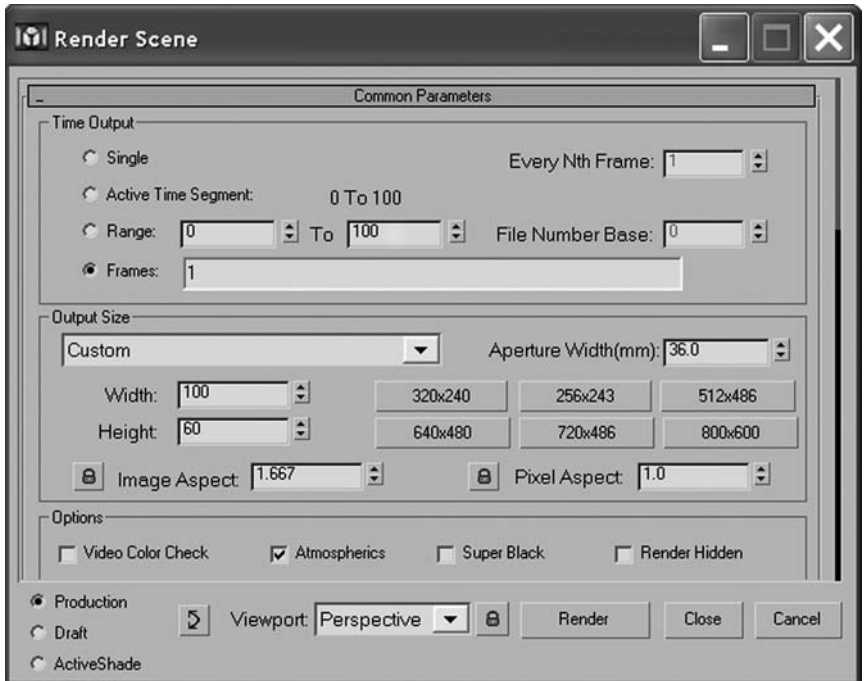 Render Scene
Common Parameters
Time Output
Single
Every Nth Frame: 1
Active Time Segment: 0 To 100
Range: 0 To 100 File Number Base: 0
Frames: 1
Output Size
Custom Aperture Width(mm): 36.0
Width: 100 320x240 256x243 512x486
Height: 60 640x480 720x486 800x600
Image Aspect: 1.667 Pixel Aspect: 1.0
Options
Video Color Check Atmospherics Super Black Render Hidden
Production
Viewport: Perspective Render Close Cancel
Draft
ActiveShade